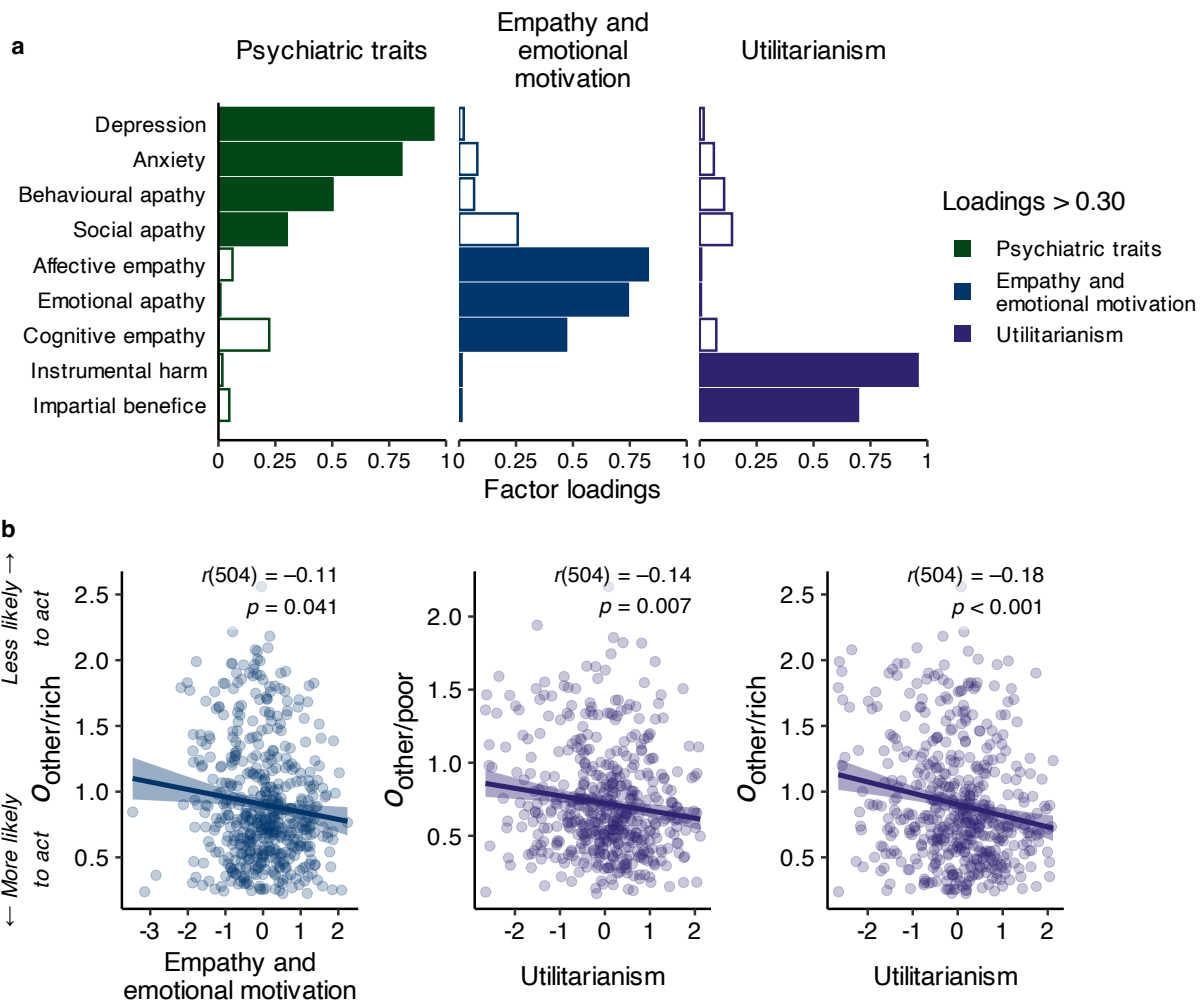 a
Psychiatric traits
Empathy and
emotional
motivation
Utilitarianism
Depression
Anxiety
Behavioural apathy
Social apathy
Affective empathy
Emotional apathy
Cognitive empathy
Instrumental harm
Impartial benefice
0 0.25 0.5 0.75 1
0 0.25 0.5 0.75 1
0 0.25 0.5 0.75 1
Factor loadings
Loadings > 0.30
Psychiatric traits
Empathy and
emotional motivation
Utilitarianism
b
← More likely
to act
Less likely →
to act
Oother/rich
2.5
2.0
1.5
1.0
0.5
r(504) = –0.11
p = 0.041
-3 -2 -1 0 1 2
Empathy and
emotional motivation
Oother/poor
2.0
1.5
1.0
0.5
r(504) = –0.14
p = 0.007
-2 -1 0 1 2
Utilitarianism
Oother/rich
2.5
2.0
1.5
1.0
0.5
r(504) = –0.18
p < 0.001
-2 -1 0 1 2
Utilitarianism